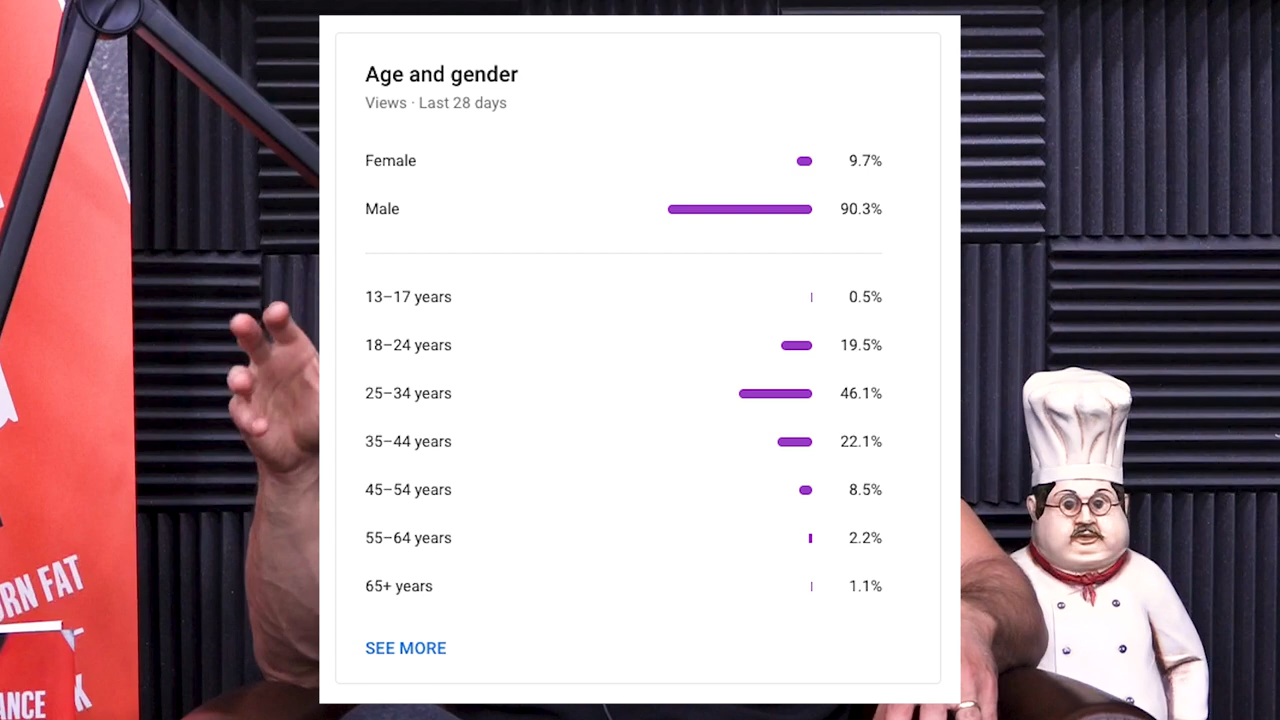 Age and gender
Views · Last 28 days
Female 9.7%
Male 90.3%
13–17 years 0.5%
18–24 years 19.5%
25–34 years 46.1%
35–44 years 22.1%
45–54 years 8.5%
55–64 years 2.2%
65+ years 1.1%
SEE MORE
FAT